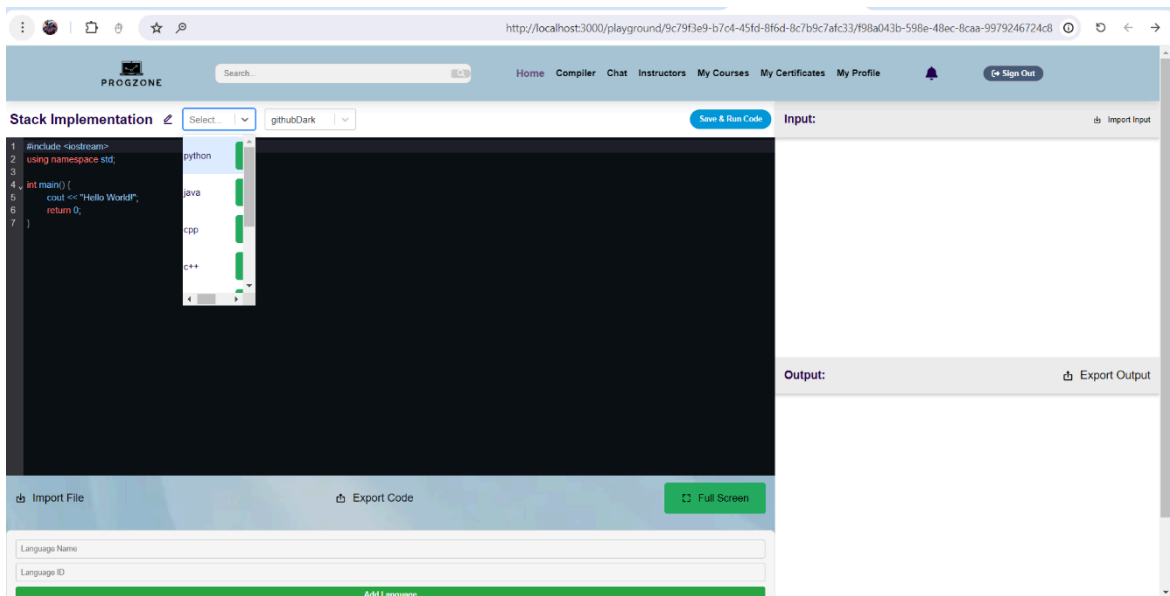 http://localhost:3000/playground/9c79f3e9-b7c4-45fd-8f6d-8c7b9c7afc33/f98a043b-598e-48ec-8caa-9979246724c8
PROGZONE
Search...
Home Compiler Chat Instructors My Courses My Certificates My Profile
Sign Out
Stack Implementation
Select...
githubDark
Save & Run Code
Input:
Import Input
1 #include <iostream>
2 using namespace std;
3
4 int main() {
5 cout << "Hello World!";
6 return 0;
7 }
python
java
cpp
c++
Output:
Export Output
Import File
Export Code
Full Screen
Language Name
Language ID
Add Language